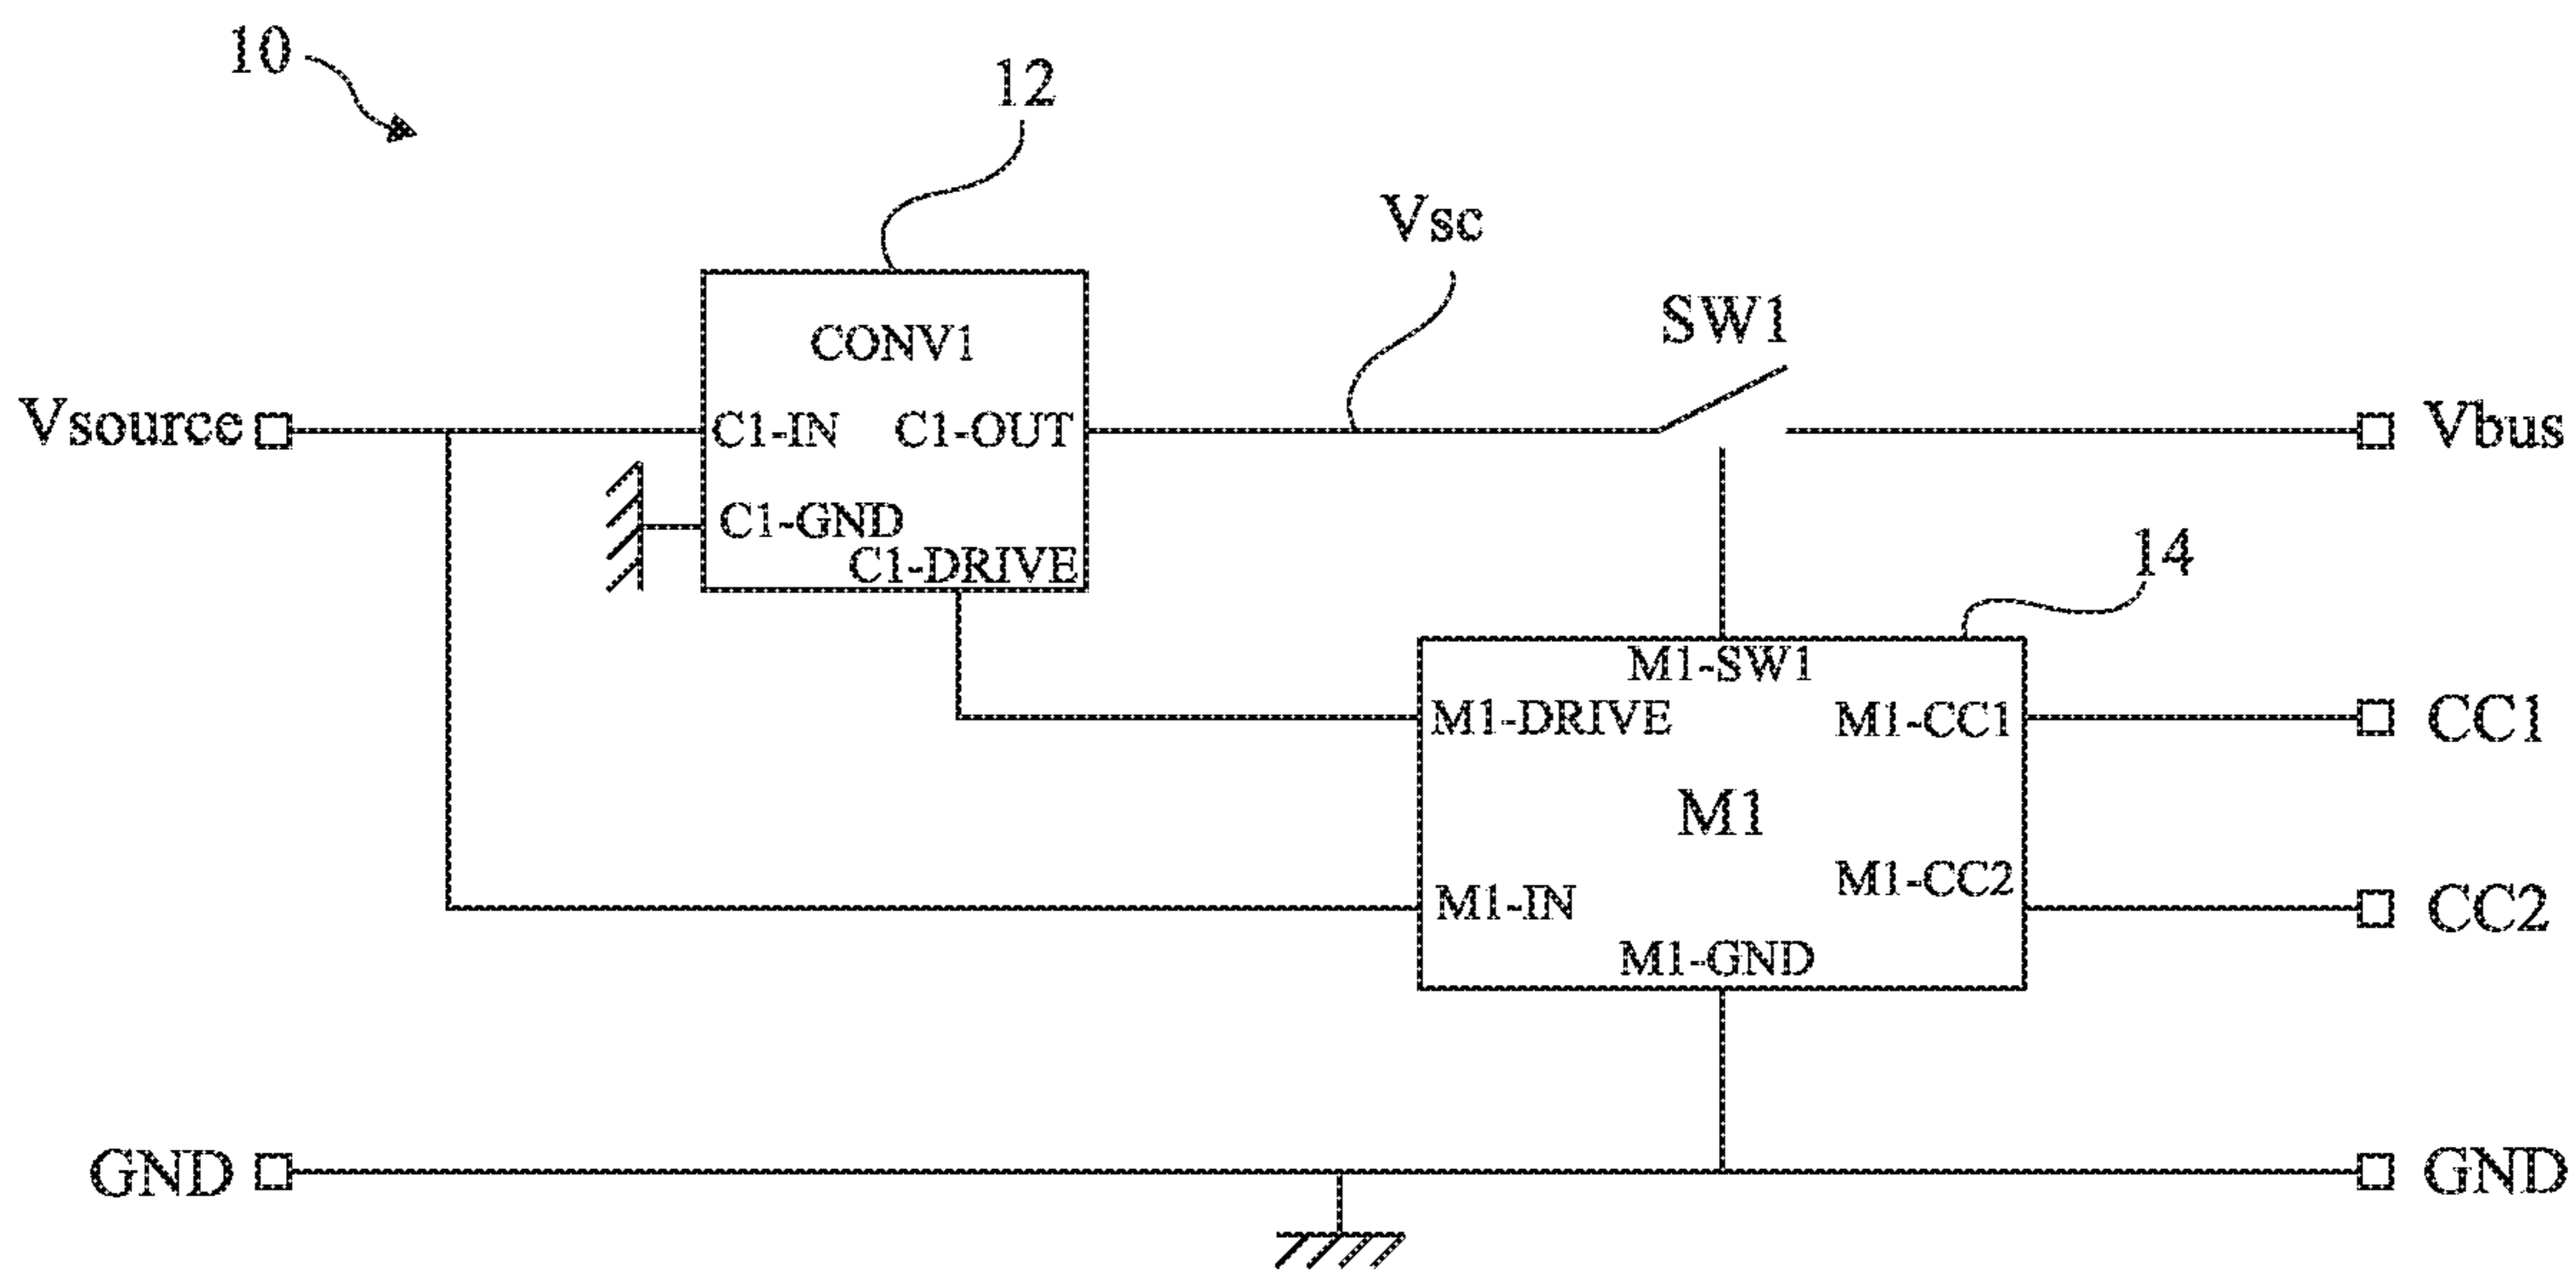 10
12
Vsc
SW1
CONV1
Vsource
C1-IN
C1-OUT
Vbus
C1-GND
C1-DRIVE
14
M1-SW1
M1-DRIVE
M1-CC1
CC1
M1
M1-IN
M1-CC2
CC2
M1-GND
GND
GND